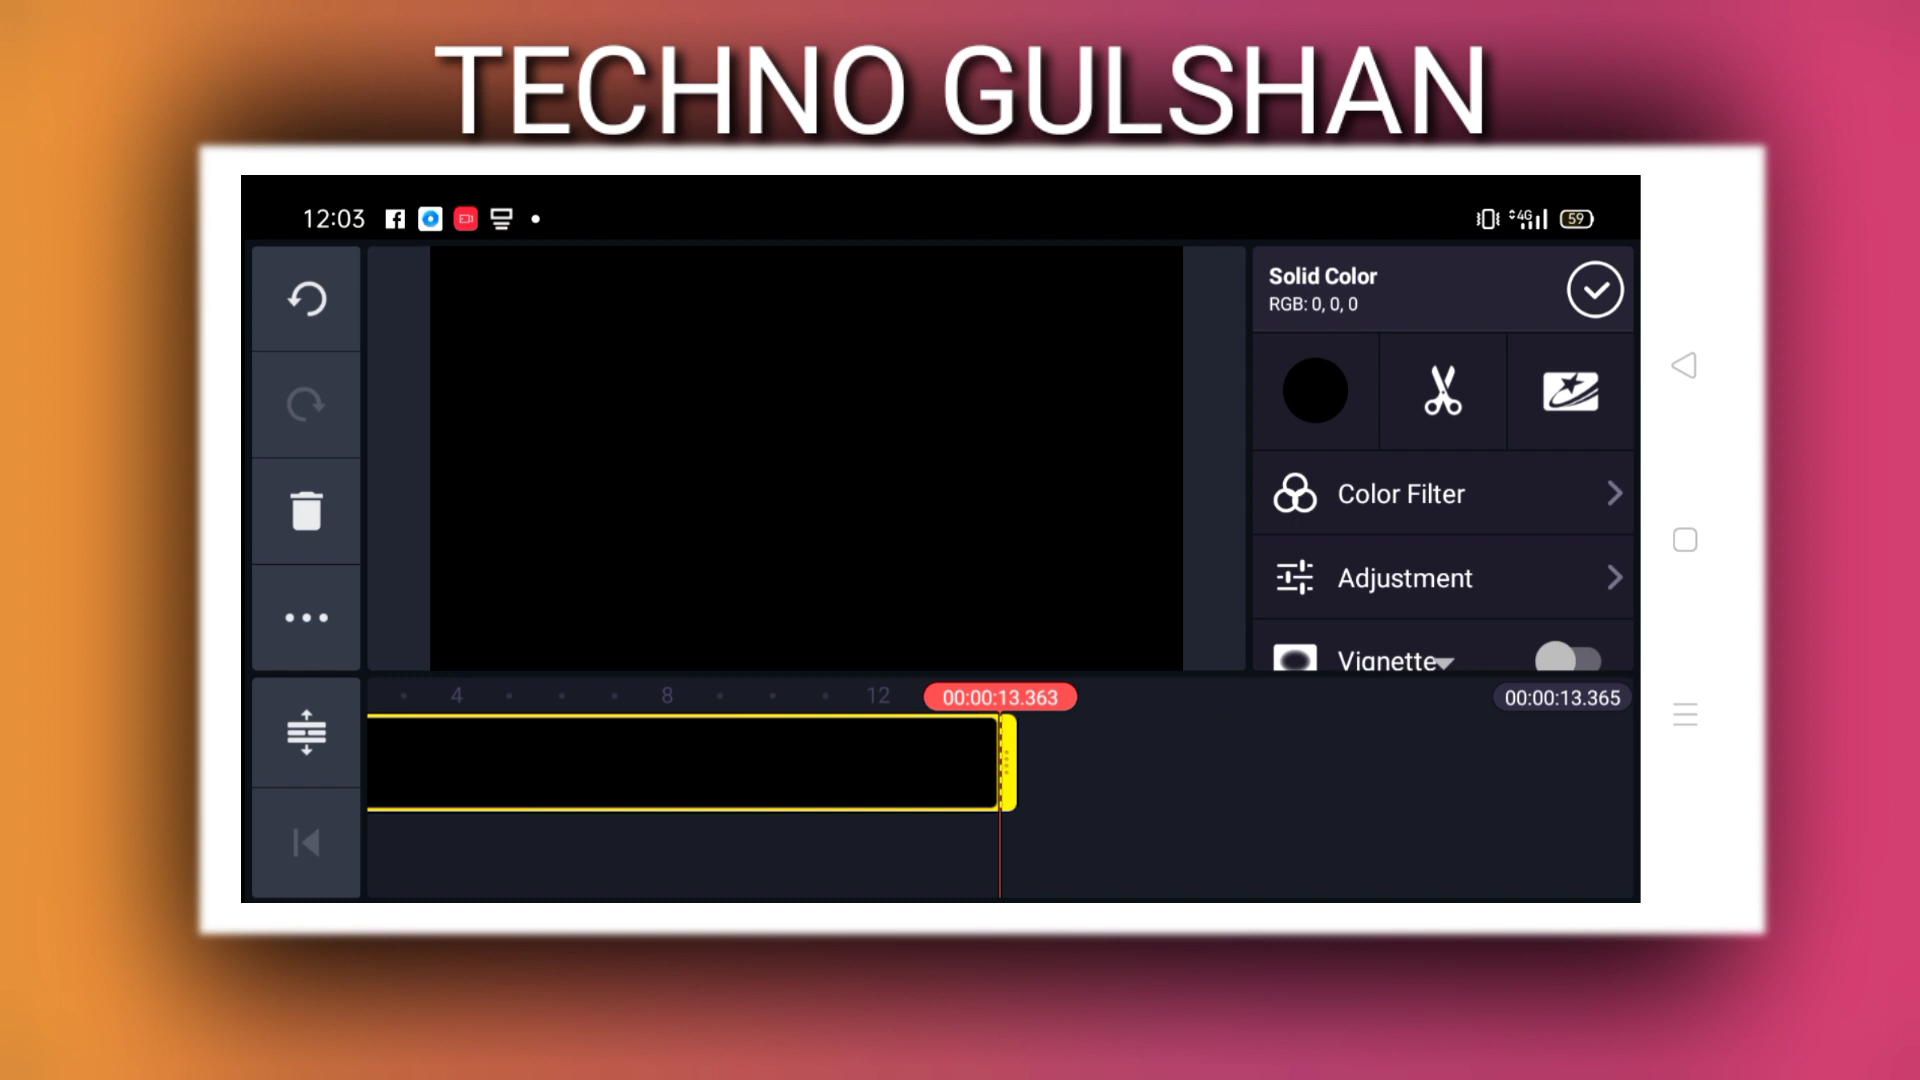 TECHNO GULSHAN
12:03
4G
59
Solid Color
RGB: 0, 0, 0
Color Filter
Adjustment
Vignette
4 8 12 00:00:13.363 00:00:13.365